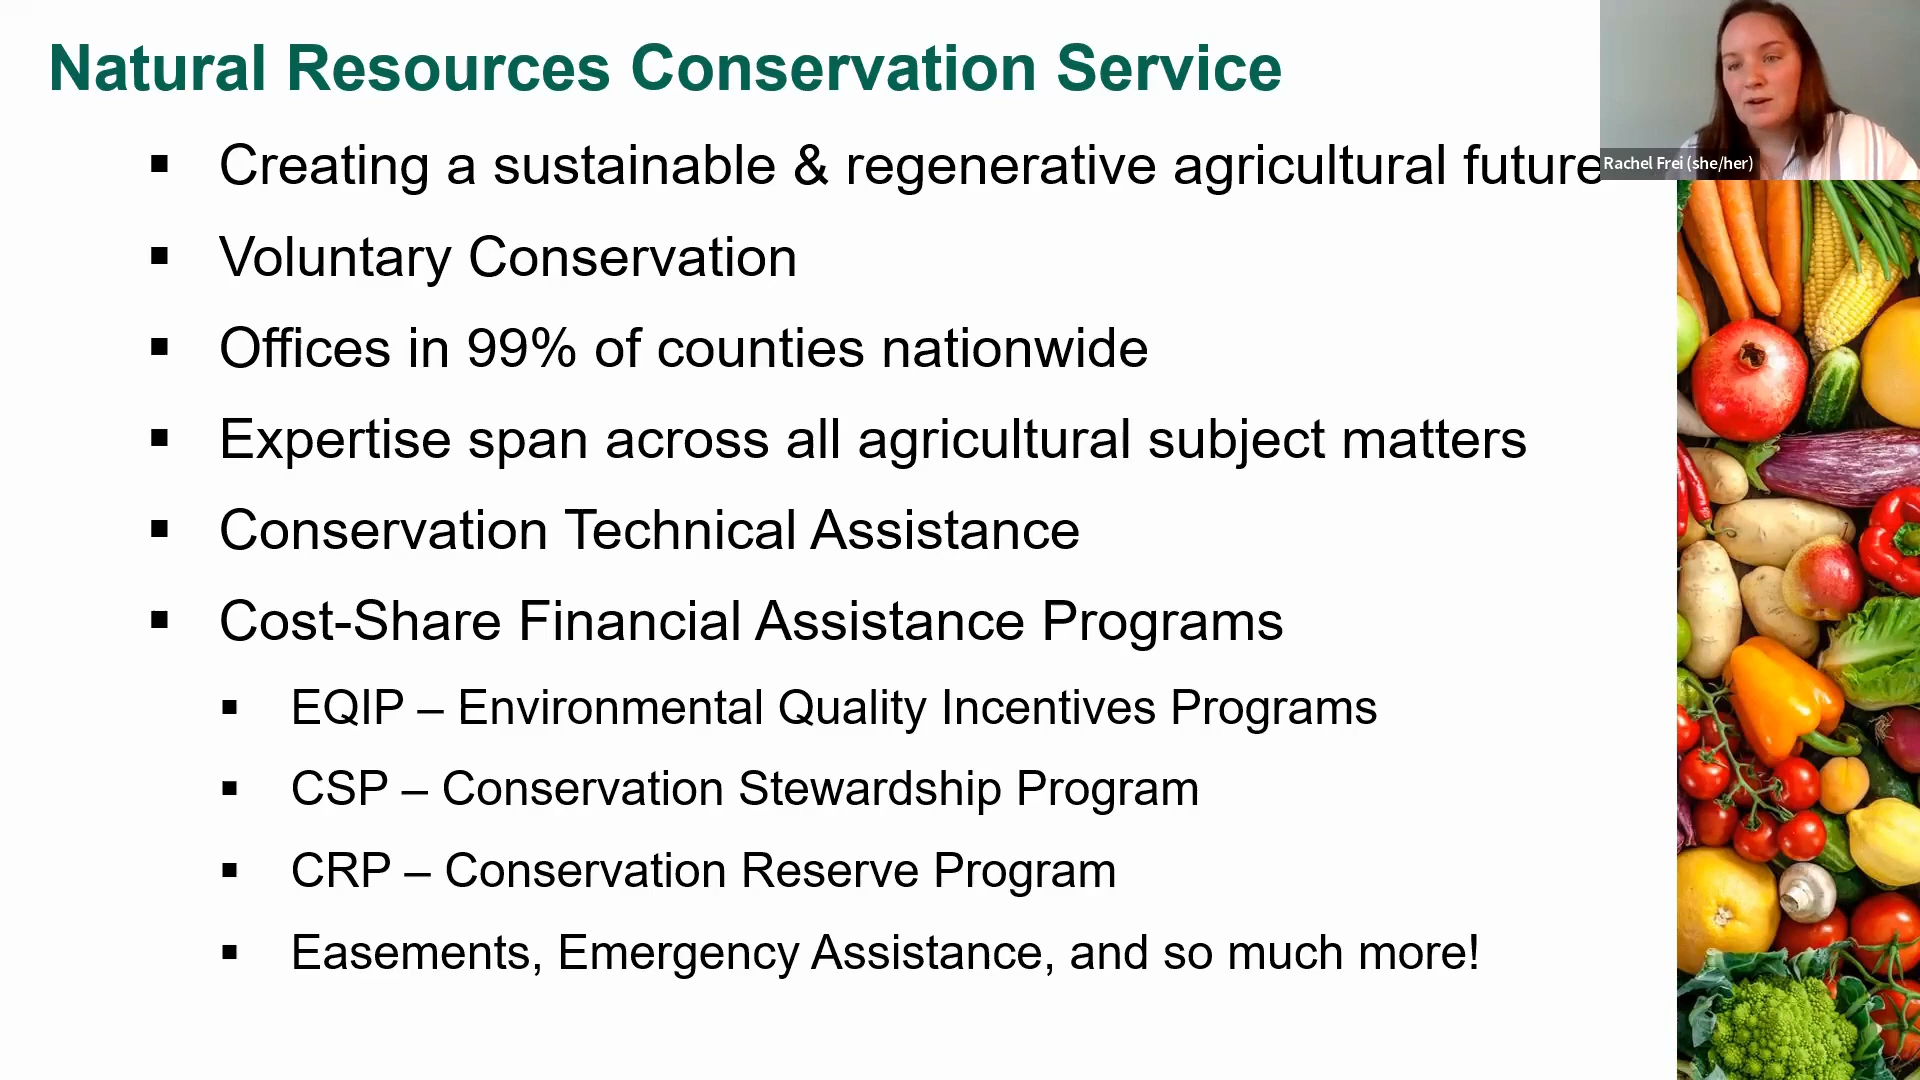 Natural Resources Conservation Service
▪ Creating a sustainable & regenerative agricultural future
Rachel Frei (she/her)
▪ Voluntary Conservation
▪ Offices in 99% of counties nationwide
▪ Expertise span across all agricultural subject matters
▪ Conservation Technical Assistance
▪ Cost-Share Financial Assistance Programs
▪ EQIP – Environmental Quality Incentives Programs
▪ CSP – Conservation Stewardship Program
▪ CRP – Conservation Reserve Program
▪ Easements, Emergency Assistance, and so much more!